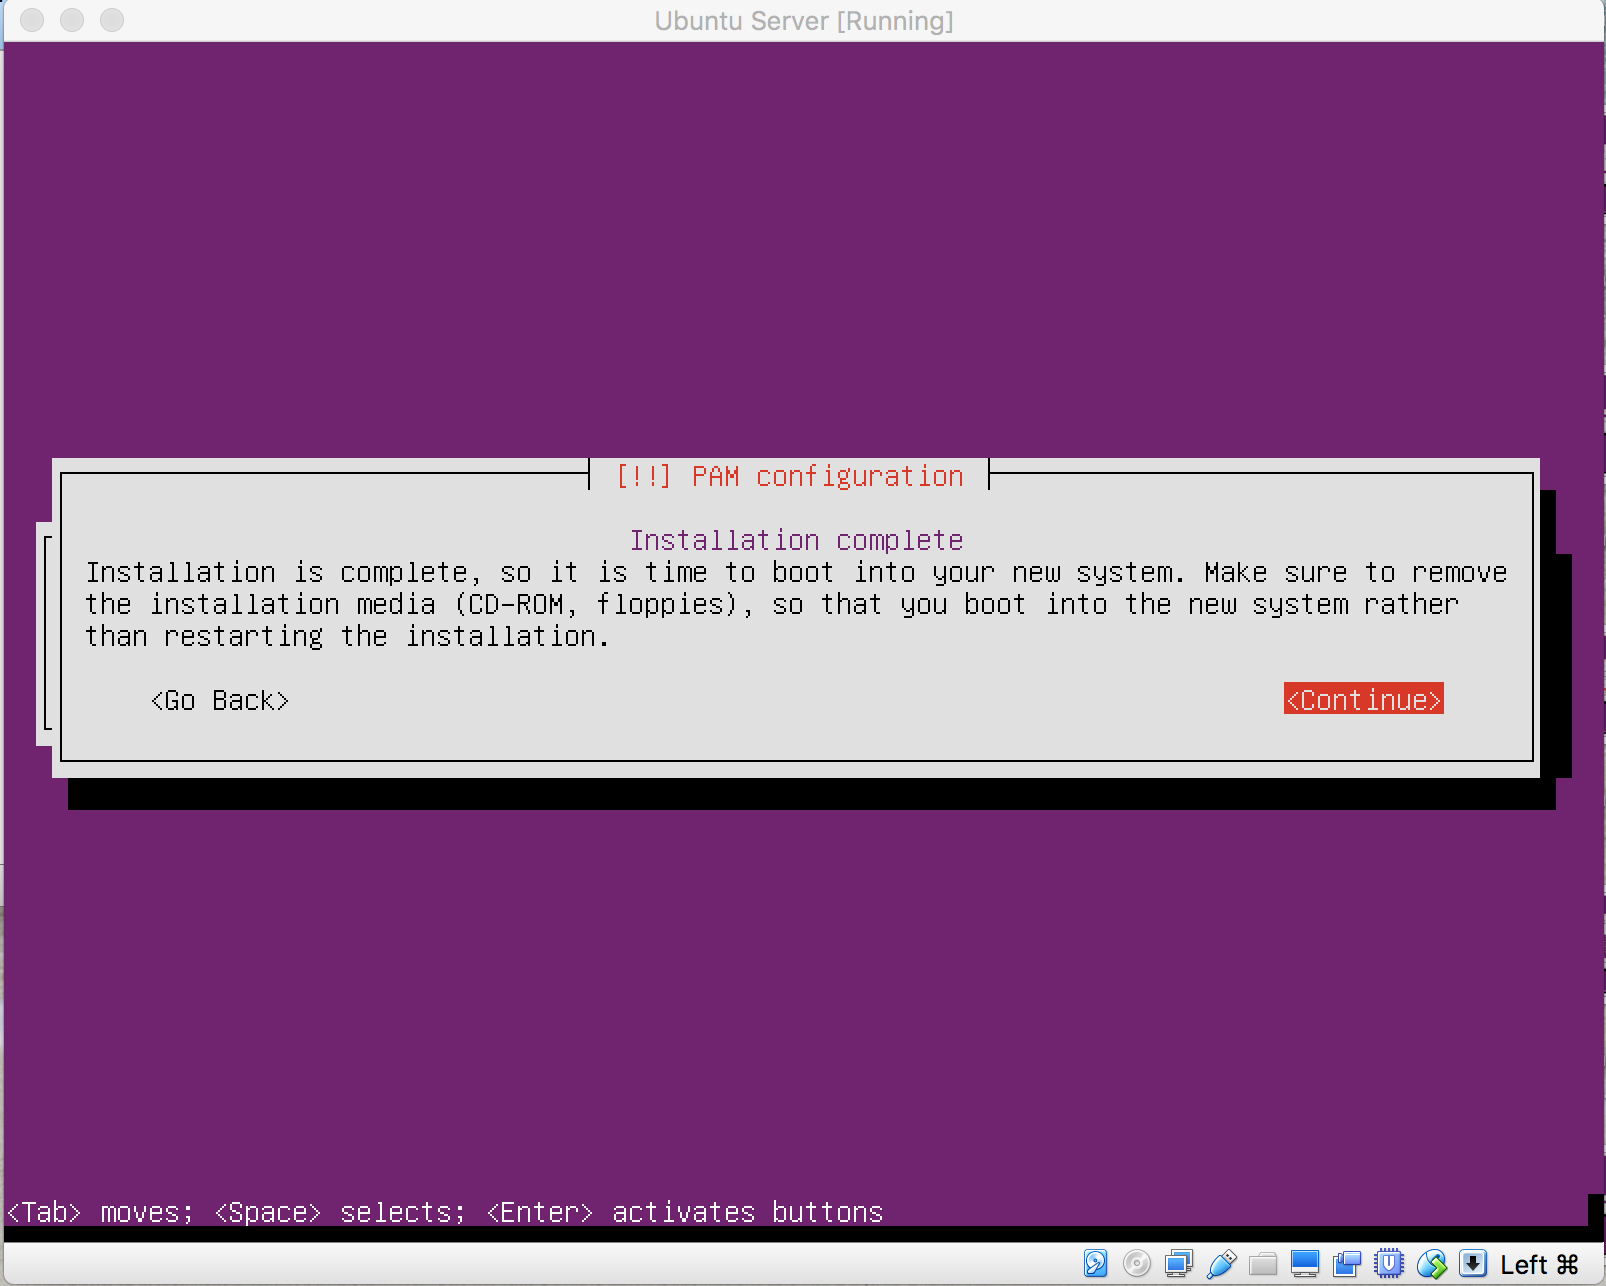 Ubuntu Server [Running]
[!!] PAM configuration
Installation complete
Installation is complete, so it is time to boot into your new system. Make sure to remove
the installation media (CD-ROM, floppies), so that you boot into the new system rather
than restarting the installation.
<Go Back> <Continue>
<Tab> moves; <Space> selects; <Enter> activates buttons
Left ⌘